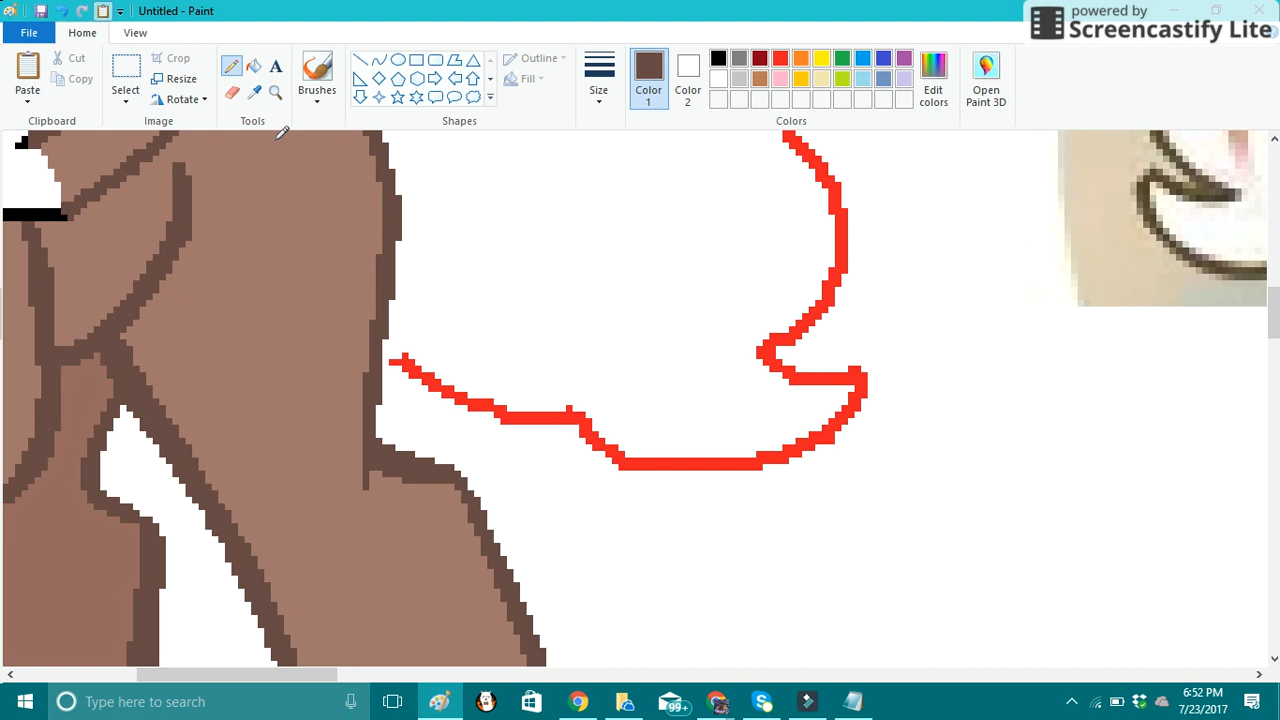 Untitled - Paint
powered by
Screencastify Lite
File
Home
View
Paste
Cut
Copy
Clipboard
Select
Crop
Resize
Rotate
Image
A
Tools
Brushes
Outline
Fill
Shapes
Size
Color
1
Color
2
Edit
colors
Colors
Open
Paint 3D
Type here to search
99+
6:52 PM
7/23/2017